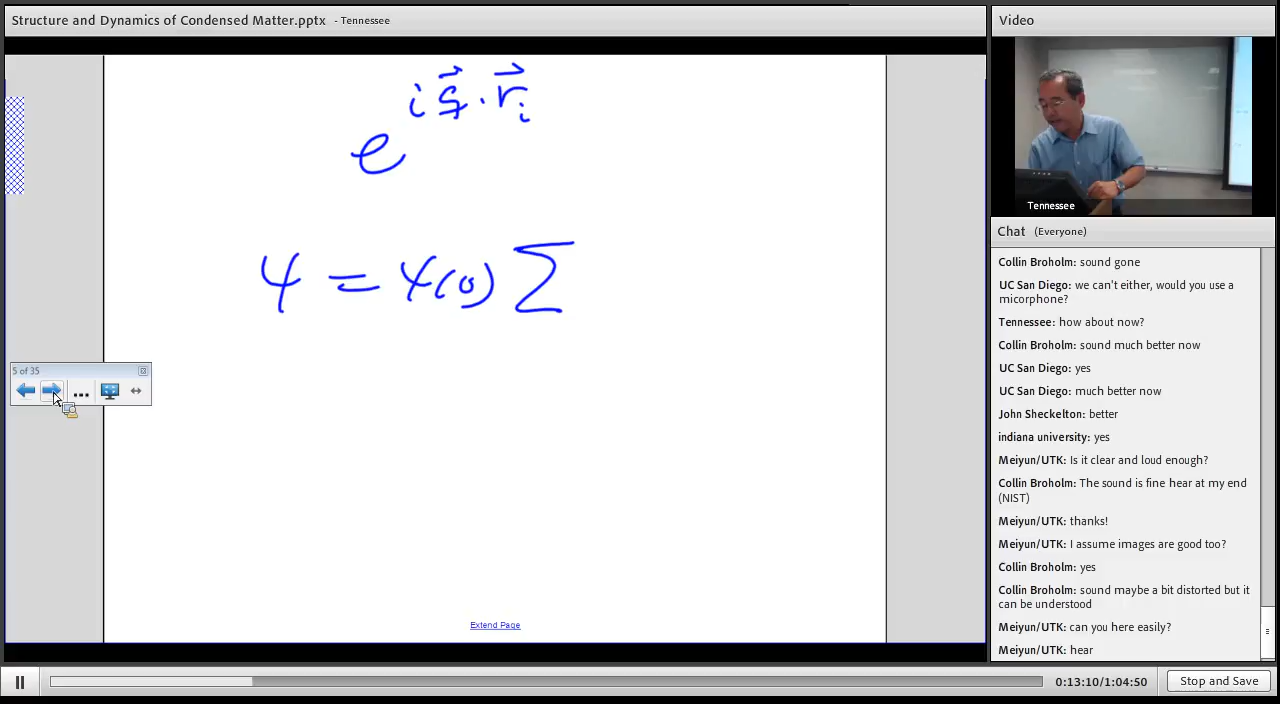 Structure and Dynamics of Condensed Matter.pptx - Tennessee
e^{i\vec{q}\cdot\vec{r}_i}
ψ = ψ(0) Σ
5 of 35
...
Extend Page
Video
Tennessee
Chat (Everyone)
Collin Broholm: sound gone
UC San Diego: we can't either, would you use a
micorphone?
Tennessee: how about now?
Collin Broholm: sound much better now
UC San Diego: yes
UC San Diego: much better now
John Sheckelton: better
indiana university: yes
Meiyun/UTK: Is it clear and loud enough?
Collin Broholm: The sound is fine hear at my end
(NIST)
Meiyun/UTK: thanks!
Meiyun/UTK: I assume images are good too?
Collin Broholm: yes
Collin Broholm: sound maybe a bit distorted but it
can be understood
Meiyun/UTK: can you here easily?
Meiyun/UTK: hear
0:13:10/1:04:50
Stop and Save